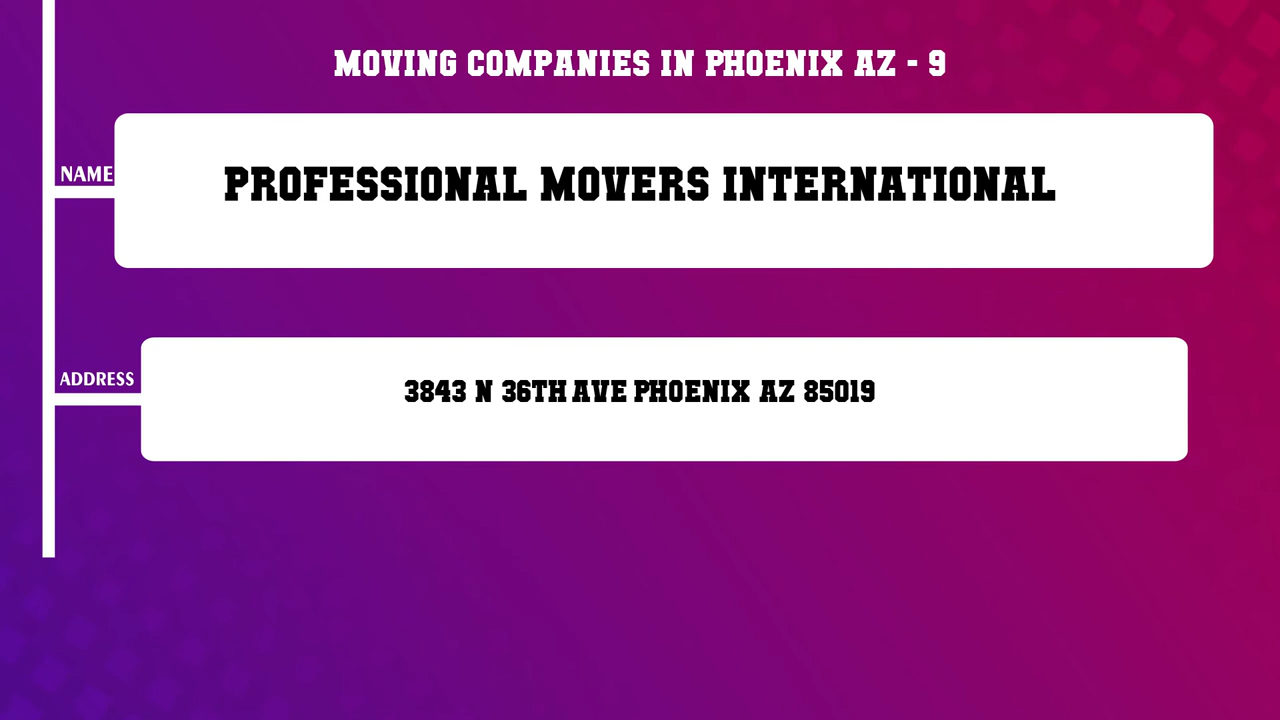 MOVING COMPANIES IN PHOENIX AZ - 9
NAME
PROFESSIONAL MOVERS INTERNATIONAL
ADDRESS
3843 N 36TH AVE PHOENIX AZ 85019